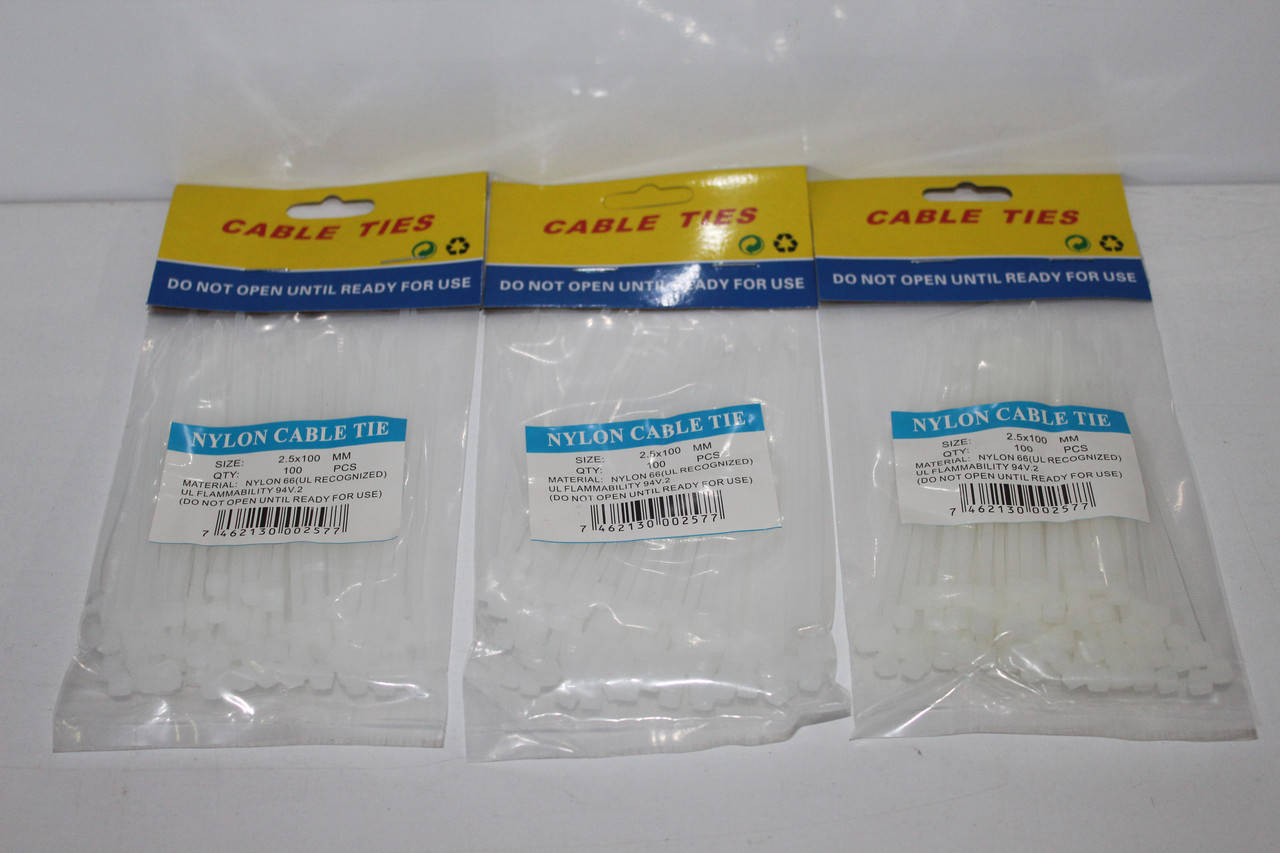 CABLE TIES
DO NOT OPEN UNTIL READY FOR USE
NYLON CABLE TIE
SIZE: 2.5x100 MM
QTY: 100 PCS
MATERIAL: NYLON 66(UL RECOGNIZED)
UL FLAMMABILITY 94V.2
(DO NOT OPEN UNTIL READY FOR USE)
7 462130 002577
CABLE TIES
DO NOT OPEN UNTIL READY FOR USE
NYLON CABLE TIE
SIZE: 2.5x100 MM
QTY: 100 PCS
MATERIAL: NYLON 66(UL RECOGNIZED)
UL FLAMMABILITY 94V.2
(DO NOT OPEN UNTIL READY FOR USE)
7 462130 002577
CABLE TIES
DO NOT OPEN UNTIL READY FOR USE
NYLON CABLE TIE
SIZE: 2.5x100 MM
QTY: 100 PCS
MATERIAL: NYLON 66(UL RECOGNIZED)
UL FLAMMABILITY 94V.2
(DO NOT OPEN UNTIL READY FOR USE)
7 462130 002577